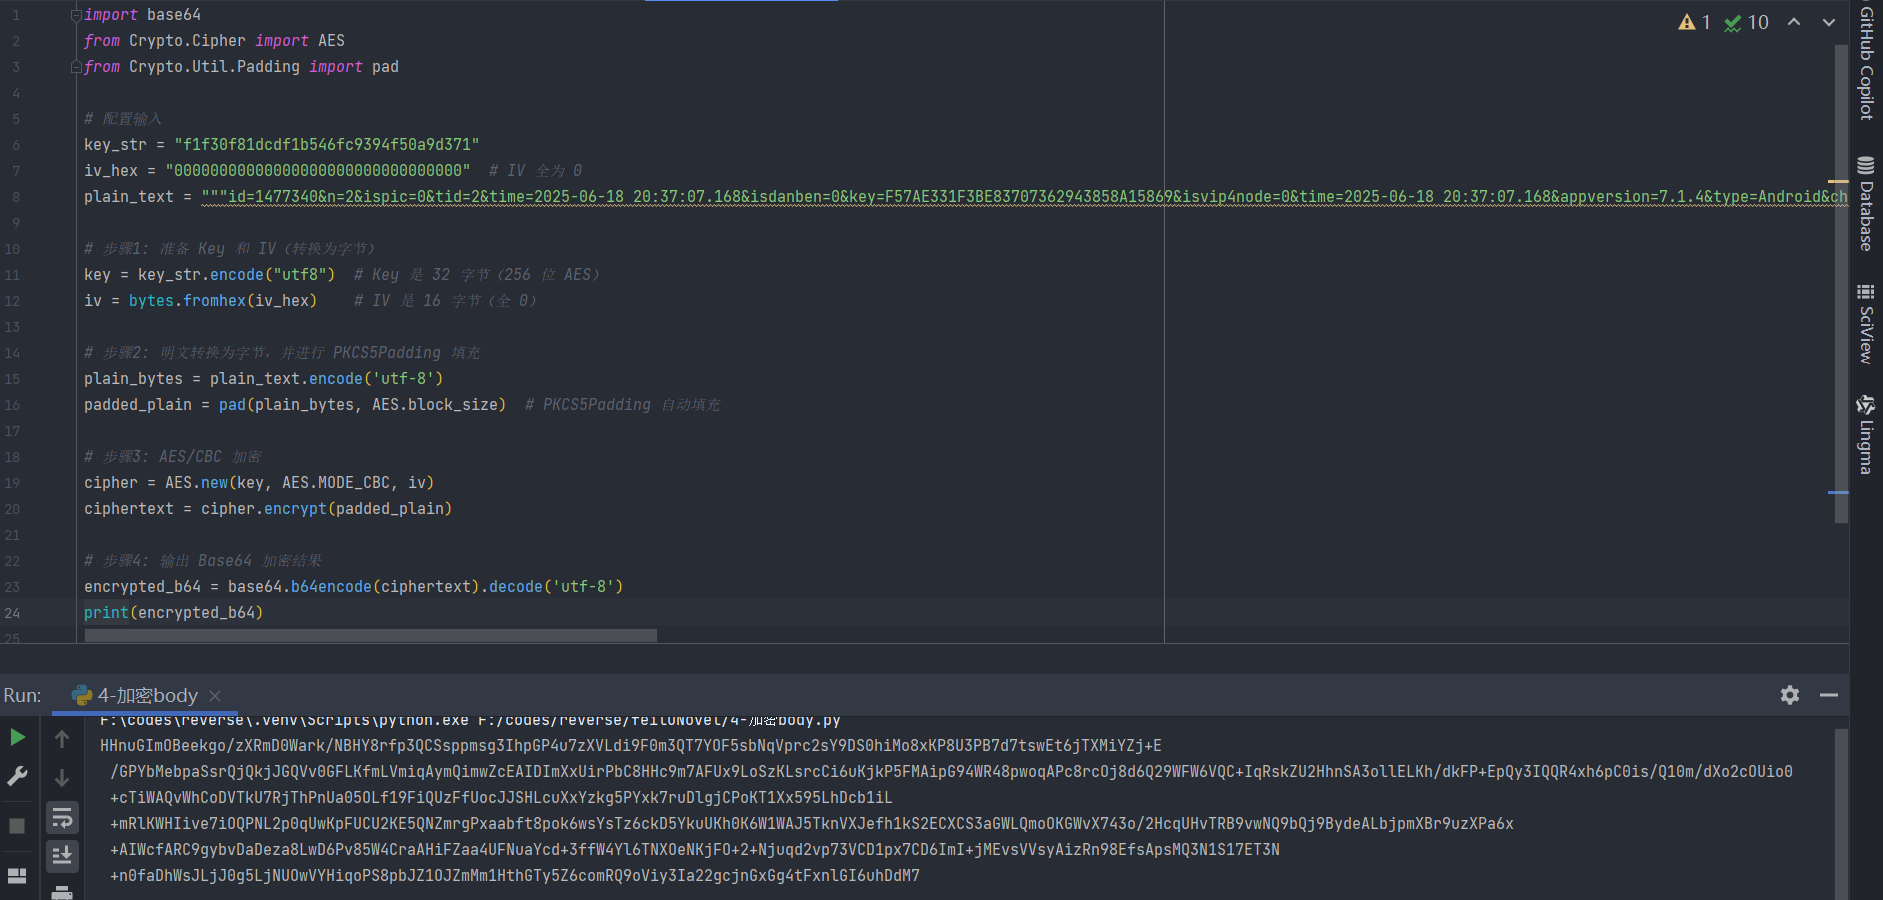 1 import base64
2 from Crypto.Cipher import AES
3 from Crypto.Util.Padding import pad
4
5 # 配置输入
6 key_str = "f1f30f81dcdf1b546fc9394f50a9d371"
7 iv_hex = "00000000000000000000000000000000" # IV 全为 0
8 plain_text = """id=1477340&n=2&ispic=0&tid=2&time=2025-06-18 20:37:07.168&isdanben=0&key=F57AE331F3BE83707362943858A15869&isvip4node=0&time=2025-06-18 20:37:07.168&appversion=7.1.4&type=Android&ch
9
10 # 步骤1: 准备 Key 和 IV（转换为字节）
11 key = key_str.encode("utf8") # Key 是 32 字节（256 位 AES）
12 iv = bytes.fromhex(iv_hex) # IV 是 16 字节（全 0）
13
14 # 步骤2: 明文转换为字节，并进行 PKCS5Padding 填充
15 plain_bytes = plain_text.encode('utf-8')
16 padded_plain = pad(plain_bytes, AES.block_size) # PKCS5Padding 自动填充
17
18 # 步骤3: AES/CBC 加密
19 cipher = AES.new(key, AES.MODE_CBC, iv)
20 ciphertext = cipher.encrypt(padded_plain)
21
22 # 步骤4: 输出 Base64 加密结果
23 encrypted_b64 = base64.b64encode(ciphertext).decode('utf-8')
24 print(encrypted_b64)
25
1 10
GitHub Copilot
Database
SciView
Lingma
Run: 4-加密body
F:\codes\reverse\.venv\Scripts\python.exe F:/codes/reverse/feiluNovel/4-加密body.py
HHnuGImOBeekgo/zXRmD0Wark/NBHY8rfp3QCSsppmsg3IhpGP4u7zXVLdi9F0m3QT7YOF5sbNqVprc2sY9DS0hiMo8xKP8U3PB7d7tswEt6jTXMiYZj+E
/GPYbMebpaSsrQjQkjJGQVv0GFLKfmLVmiqAymQimwZcEAIDImXxUirPbC8HHc9m7AFUx9LoSzKLsrcCi6uKjkP5FMAipG94WR48pwoqAPc8rcOj8d6Q29WFW6VQC+IqRskZU2HhnSA3ollELKh/dkFP+EpQy3IQQR4xh6pC0is/Q10m/dXo2cOUio0
+cTiWAQvWhCoDVTkU7RjThPnUa05OLf19FiQUzFfUocJJSHLcuXxYzkg5PYxk7ruDlgjCPoKT1Xx595LhDcb1iL
+mRlKWHIive7iOQPNL2p0qUwKpFUCU2KE5QNZmrgPxaabft8pok6wsYsTz6ckD5YkuUKh0K6W1WAJ5TknVXJefh1kS2ECXCS3aGWLQmoOKGWvX743o/2HcqUHvTRB9vwNQ9bQj9BydeALbjpmXBr9uzXPa6x
+AIWcfARC9gybvDaDeza8LwD6Pv85W4CraAHiFZaa4UFNuaYcd+3ffW4Yl6TNXOeNKjFO+2+Njuqd2vp73VCD1px7CD6ImI+jMEvsVVsyAizRn98EfsApsMQ3N1S17ET3N
+n0faDhWsJLjJ0g5LjNUOwVYHiqoPS8pbJZ1OJZmMm1HthGTy5Z6comRQ9oViy3Ia22gcjnGxGg4tFxnlGI6uhDdM7